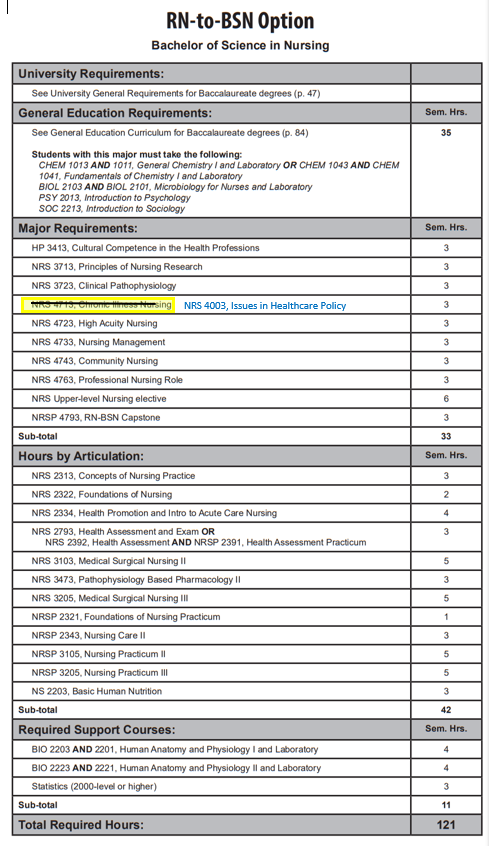 RN-to-BSN Option
Bachelor of Science in Nursing
University Requirements:
See University General Requirements for Baccalaureate degrees (p. 47)
General Education Requirements: Sem. Hrs.
See General Education Curriculum for Baccalaureate degrees (p. 84) 35
Students with this major must take the following:
CHEM 1013 AND 1011, General Chemistry I and Laboratory OR CHEM 1043 AND CHEM
1041, Fundamentals of Chemistry I and Laboratory
BIOL 2103 AND BIOL 2101, Microbiology for Nurses and Laboratory
PSY 2013, Introduction to Psychology
SOC 2213, Introduction to Sociology
Major Requirements: Sem. Hrs.
HP 3413, Cultural Competence in the Health Professions 3
NRS 3713, Principles of Nursing Research 3
NRS 3723, Clinical Pathophysiology 3
NRS 4713, Chronic Illness Nursing NRS 4003, Issues in Healthcare Policy 3
NRS 4723, High Acuity Nursing 3
NRS 4733, Nursing Management 3
NRS 4743, Community Nursing 3
NRS 4763, Professional Nursing Role 3
NRS Upper-level Nursing elective 6
NRSP 4793, RN-BSN Capstone 3
Sub-total 33
Hours by Articulation: Sem. Hrs.
NRS 2313, Concepts of Nursing Practice 3
NRS 2322, Foundations of Nursing 2
NRS 2334, Health Promotion and Intro to Acute Care Nursing 4
NRS 2793, Health Assessment and Exam OR 3
NRS 2392, Health Assessment AND NRSP 2391, Health Assessment Practicum
NRS 3103, Medical Surgical Nursing II 5
NRS 3473, Pathophysiology Based Pharmacology II 3
NRS 3205, Medical Surgical Nursing III 5
NRSP 2321, Foundations of Nursing Practicum 1
NRSP 2343, Nursing Care II 3
NRSP 3105, Nursing Practicum II 5
NRSP 3205, Nursing Practicum III 5
NS 2203, Basic Human Nutrition 3
Sub-total 42
Required Support Courses: Sem. Hrs.
BIO 2203 AND 2201, Human Anatomy and Physiology I and Laboratory 4
BIO 2223 AND 2221, Human Anatomy and Physiology II and Laboratory 4
Statistics (2000-level or higher) 3
Sub-total 11
Total Required Hours: 121